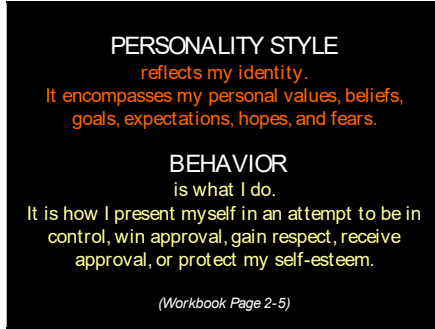 PERSONALITY STYLE
reflects my identity.
It encompasses my personal values, beliefs,
goals, expectations, hopes, and fears.
BEHAVIOR
is what I do.
It is how I present myself in an attempt to be in
control, win approval, gain respect, receive
approval, or protect my self-esteem.
(Workbook Page 2-5)